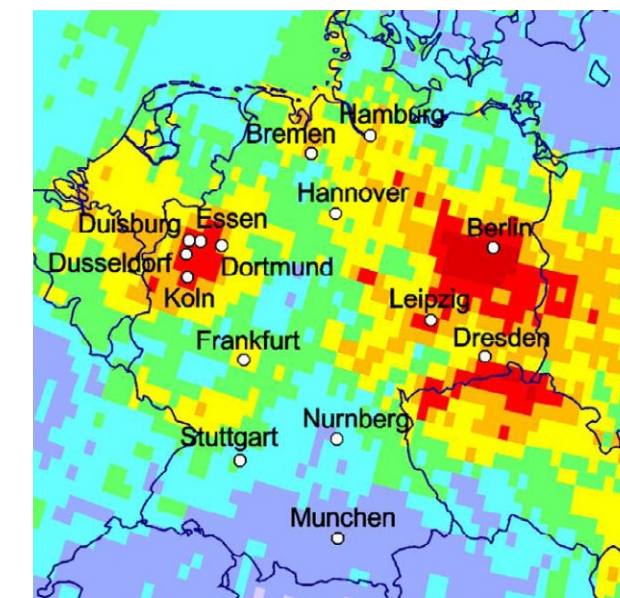 Hamburg
Bremen
Hannover
Duisburg Essen
Berlin
Dusseldorf Dortmund
Koln
Leipzig
Frankfurt
Dresden
Nurnberg
Stuttgart
Munchen